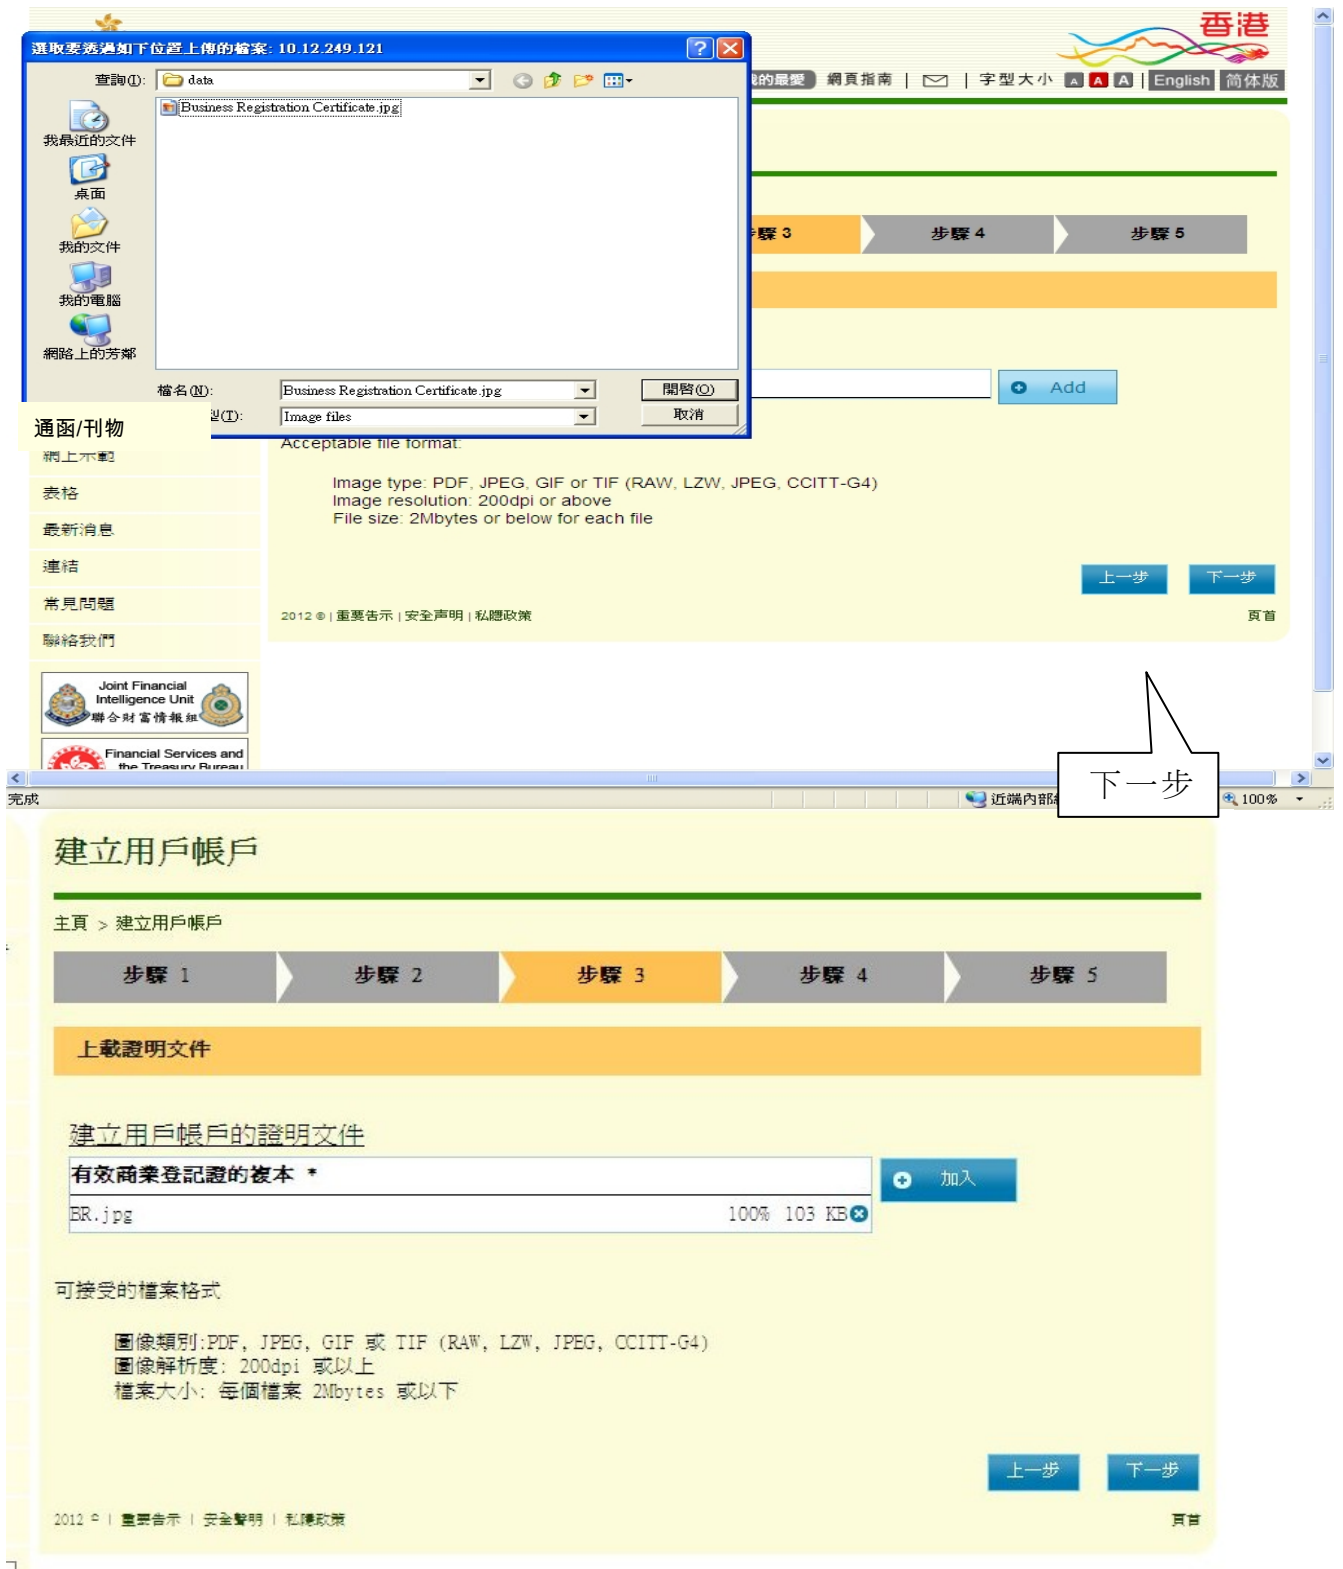 香港
選取要透過如下位置上傳的檔案: 10.12.249.121
的最愛 網頁指南 | | 字型大小 A A A | English 简体版
查詢(I): data
Business Registration Certificate.jpg
我最近的文件
桌面
我的文件
我的電腦
網路上的芳鄰
步驟 3
步驟 4
步驟 5
檔名(N): Business Registration Certificate.jpg 開啓(O)
(T): Image files 取消
Add
通函/刊物
網上示範
表格
最新消息
連結
常見問題
聯絡我們
Acceptable file format:
Image type: PDF, JPEG, GIF or TIF (RAW, LZW, JPEG, CCITT-G4)
Image resolution: 200dpi or above
File size: 2Mbytes or below for each file
上一步 下一步
2012 © | 重要告示 | 安全声明 | 私隱政策 頁首
Joint Financial
Intelligence Unit
聯合財富情報組
Financial Services and
the Treasury Bureau
下一步
完成 近端內部 100%
建立用戶帳戶
主頁 > 建立用戶帳戶
步驟 1 步驟 2 步驟 3 步驟 4 步驟 5
上載證明文件
建立用戶帳戶的證明文件
有效商業登記證的複本 *
加入
BR.jpg 100% 103 KB
可接受的檔案格式
圖像類別:PDF, JPEG, GIF 或 TIF (RAW, LZW, JPEG, CCITT-G4)
圖像解析度: 200dpi 或以上
檔案大小: 每個檔案 2Mbytes 或以下
上一步 下一步
2012 © | 重要告示 | 安全聲明 | 私隱政策 頁首